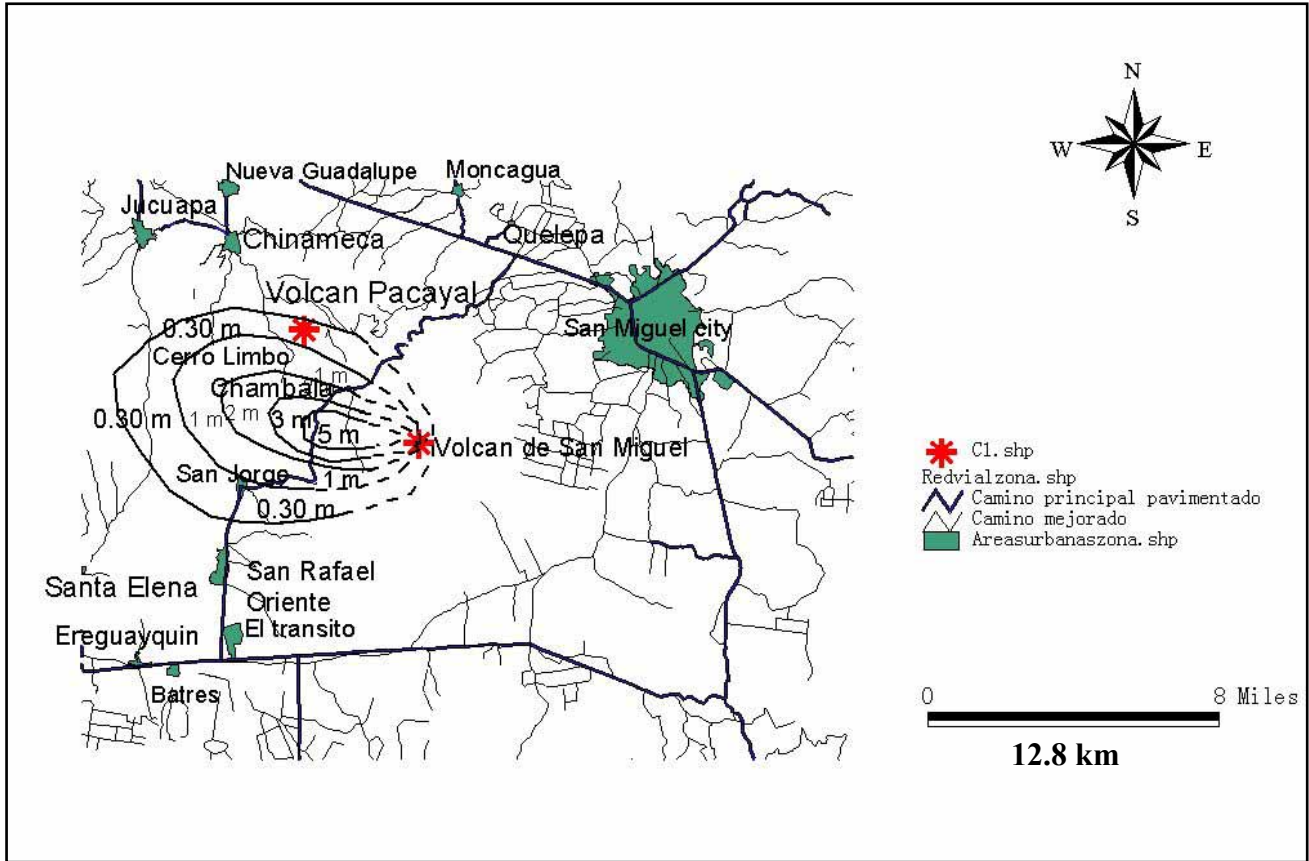 N
W E
S
Nueva Guadalupe Moncagua
Jucuapa
Chinameca Quelepa
Volcan Pacayal
0.30 m San Miguel city
Cerro Limbo
1 m
Chambala
0.30 m 1 m 2 m 3 m
5 m Volcan de San Miguel
San Jorge 1 m
0.30 m
San Rafael
Santa Elena
Oriente
Ereguayquin El transito
Batres
C1.shp
Redvialzona.shp
Camino principal pavimentado
Camino mejorado
Areasurbanaszona.shp
0 8 Miles
12.8 km